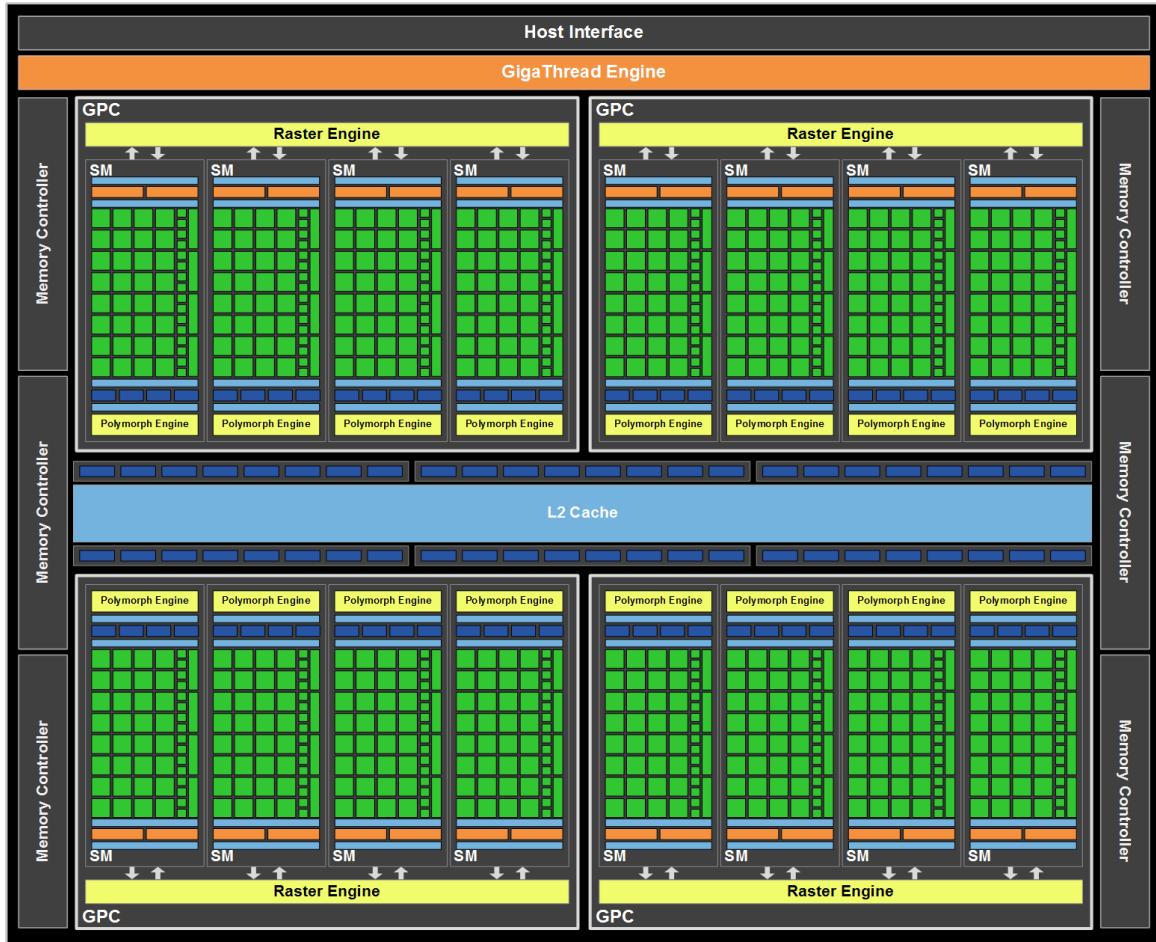 Host Interface
GigaThread Engine
Memory Controller
Memory Controller
Memory Controller
GPC
Raster Engine
SM
SM
SM
SM
Polymorph Engine
Polymorph Engine
Polymorph Engine
Polymorph Engine
GPC
Raster Engine
SM
SM
SM
SM
Polymorph Engine
Polymorph Engine
Polymorph Engine
Polymorph Engine
L2 Cache
Polymorph Engine
Polymorph Engine
Polymorph Engine
Polymorph Engine
SM
SM
SM
SM
Raster Engine
GPC
Polymorph Engine
Polymorph Engine
Polymorph Engine
Polymorph Engine
SM
SM
SM
SM
Raster Engine
GPC
Memory Controller
Memory Controller
Memory Controller